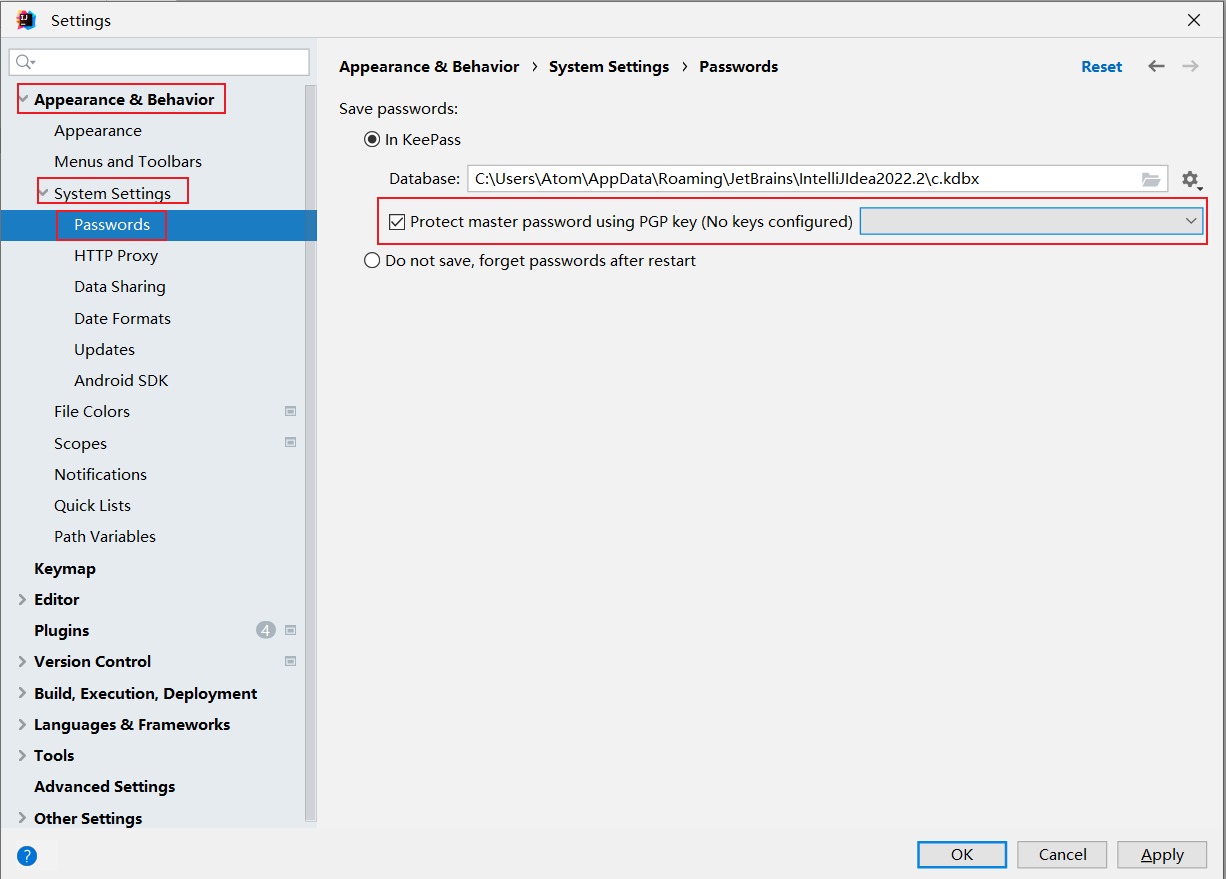 Settings
Appearance & Behavior
Appearance
Menus and Toolbars
System Settings
Passwords
HTTP Proxy
Data Sharing
Date Formats
Updates
Android SDK
File Colors
Scopes
Notifications
Quick Lists
Path Variables
Keymap
Editor
Plugins 4
Version Control
Build, Execution, Deployment
Languages & Frameworks
Tools
Advanced Settings
Other Settings
Appearance & Behavior › System Settings › Passwords Reset
Save passwords:
In KeePass
Database: C:\Users\Atom\AppData\Roaming\JetBrains\IntelliJIdea2022.2\c.kdbx
Protect master password using PGP key (No keys configured)
Do not save, forget passwords after restart
? OK Cancel Apply